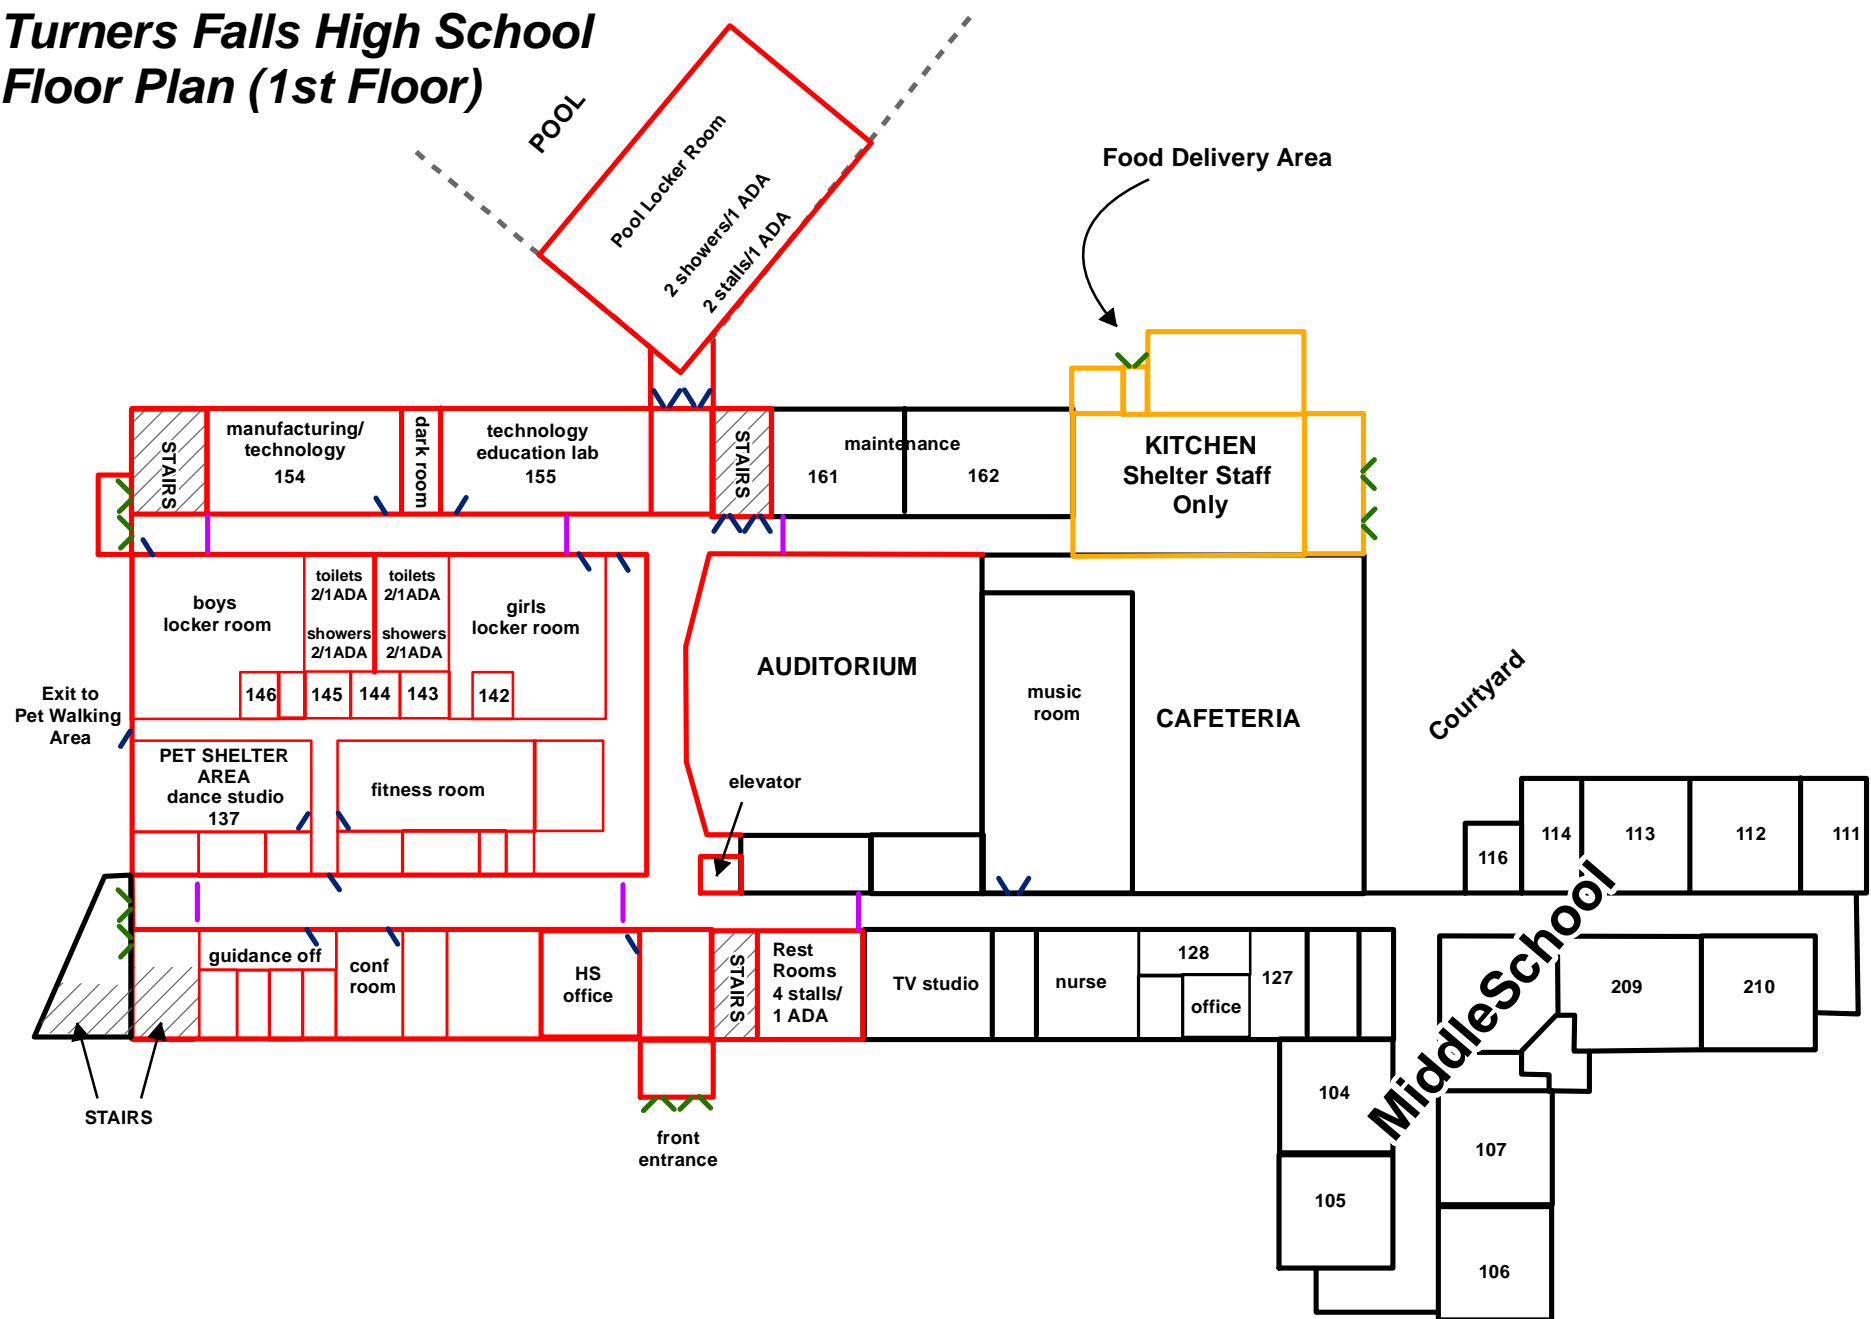 Turners Falls High School
Floor Plan (1st Floor)
POOL
Pool Locker Room
2 showers/1 ADA
2 stalls/1 ADA
Food Delivery Area
STAIRS
manufacturing/
technology
154
dark room
technology
education lab
155
STAIRS
maintenance
161
162
KITCHEN
Shelter Staff
Only
boys
locker room
toilets
2/1ADA
showers
2/1ADA
toilets
2/1ADA
showers
2/1ADA
girls
locker room
146
145
144
143
142
Exit to
Pet Walking
Area
PET SHELTER
AREA
dance studio
137
fitness room
AUDITORIUM
elevator
music
room
CAFETERIA
Courtyard
116
114
113
112
111
MiddleSchool
guidance off
conf
room
HS
office
STAIRS
Rest
Rooms
4 stalls/
1 ADA
TV studio
nurse
128
office
127
209
210
104
105
107
106
STAIRS
front
entrance